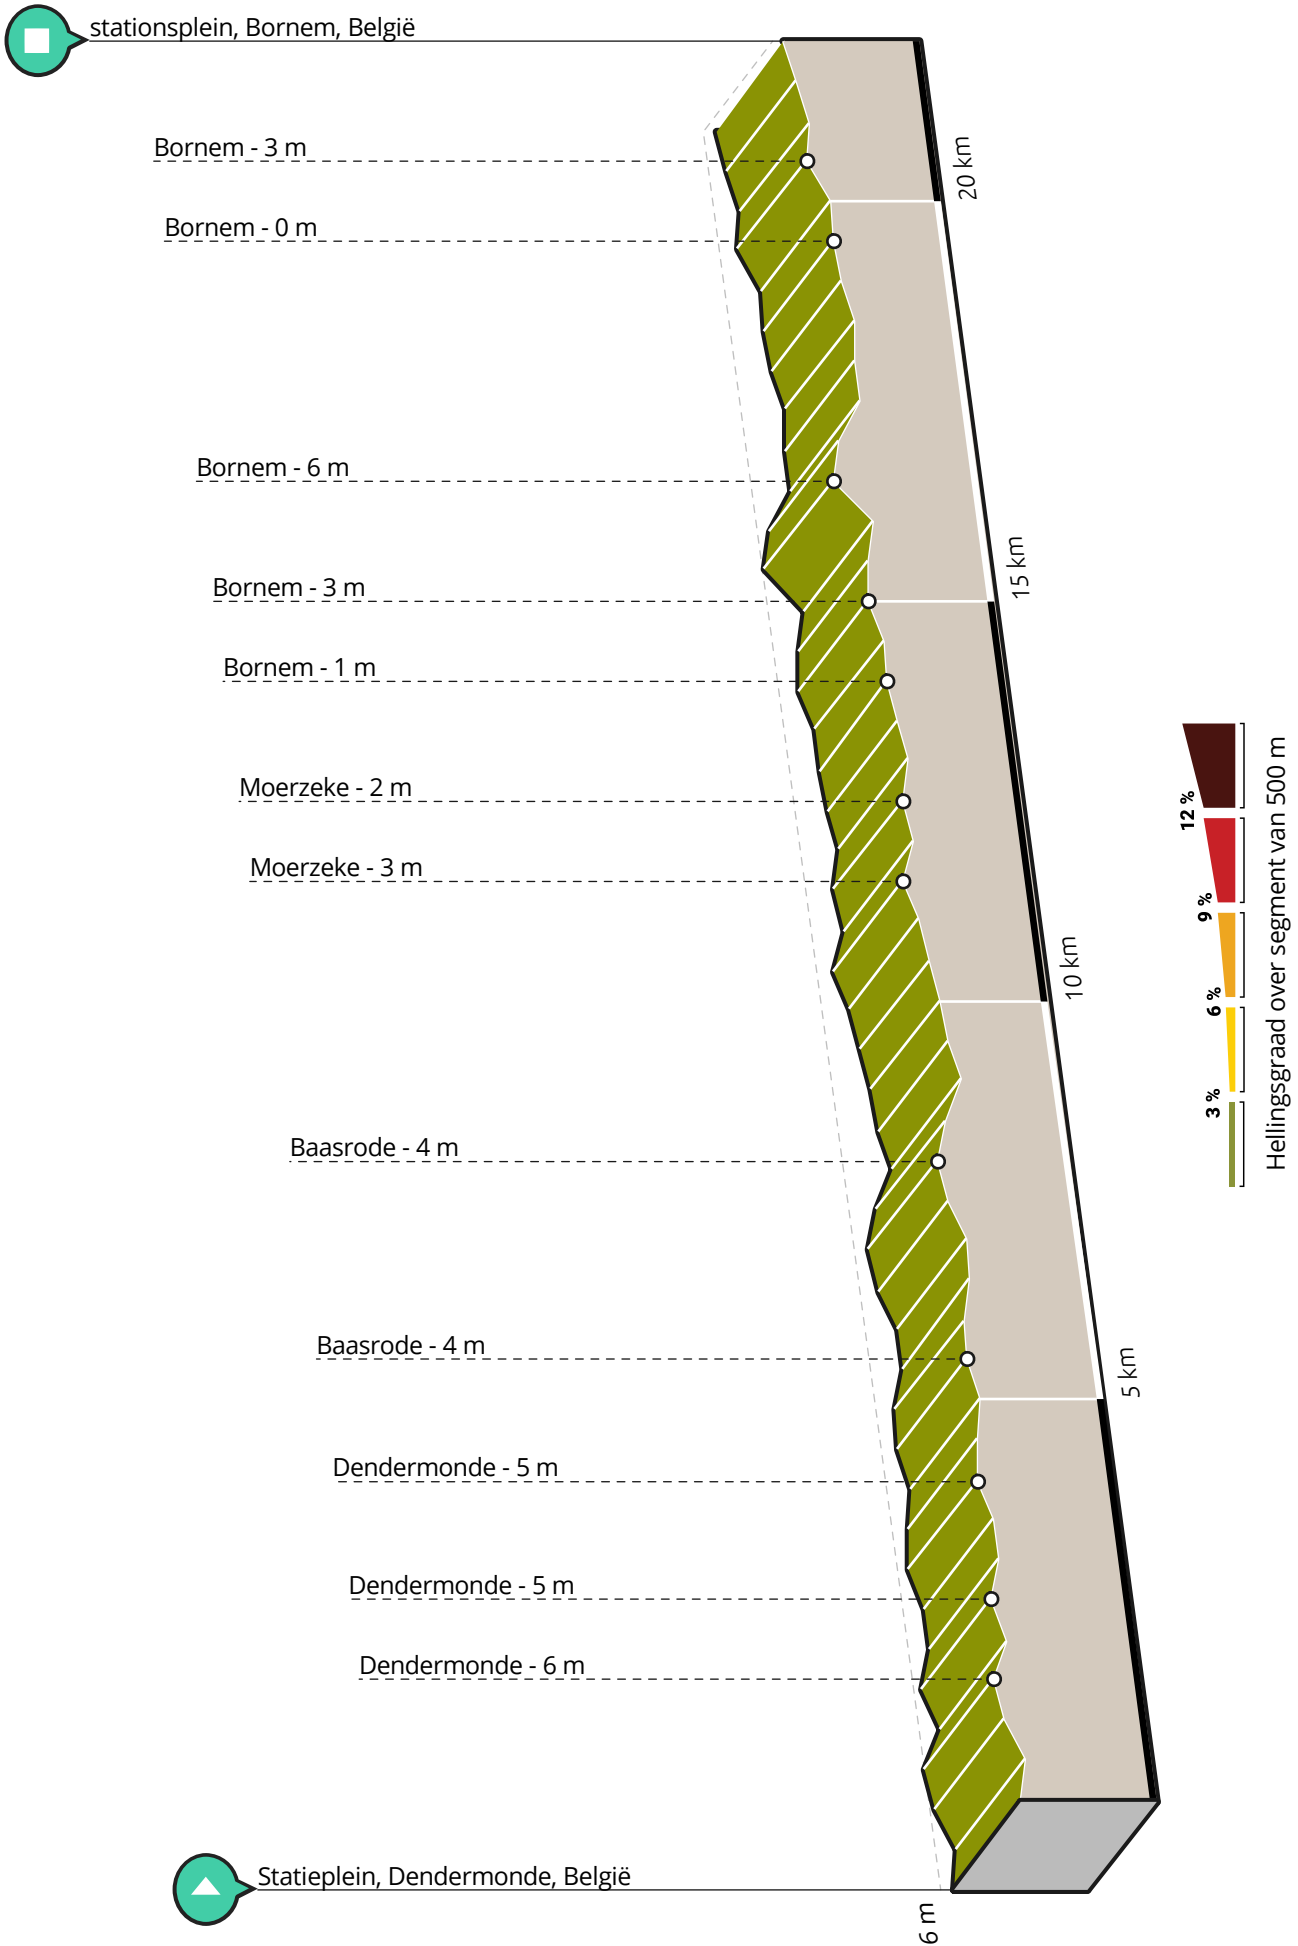 stationsplein, Bornem, België
Bornem - 3 m
20 km
Bornem - 0 m
Bornem - 6 m
15 km
Bornem - 3 m
Bornem - 1 m
Moerzeke - 2 m
Moerzeke - 3 m
10 km
Baasrode - 4 m
Baasrode - 4 m
5 km
Dendermonde - 5 m
Dendermonde - 5 m
Dendermonde - 6 m
Statieplein, Dendermonde, België
6 m
12 %
9 %
6 %
3 %
Hellingsgraad over segment van 500 m